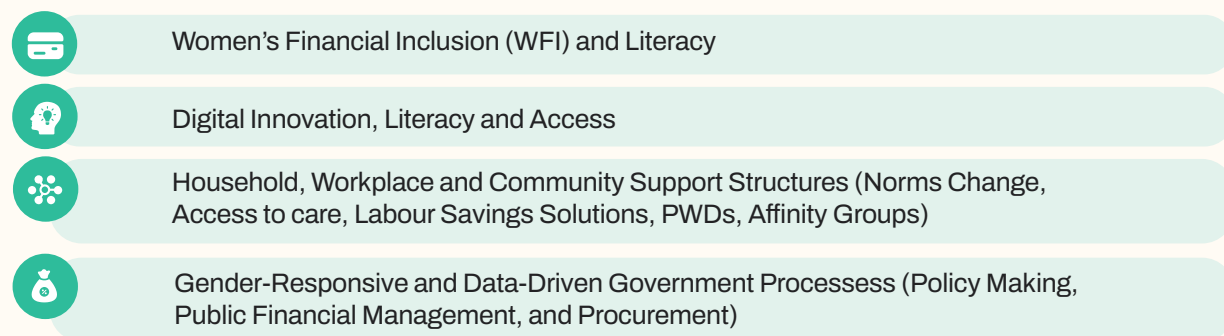 Women’s Financial Inclusion (WFI) and Literacy
Digital Innovation, Literacy and Access
Household, Workplace and Community Support Structures (Norms Change,
Access to care, Labour Savings Solutions, PWDs, Affinity Groups)
Gender-Responsive and Data-Driven Government Processess (Policy Making,
Public Financial Management, and Procurement)